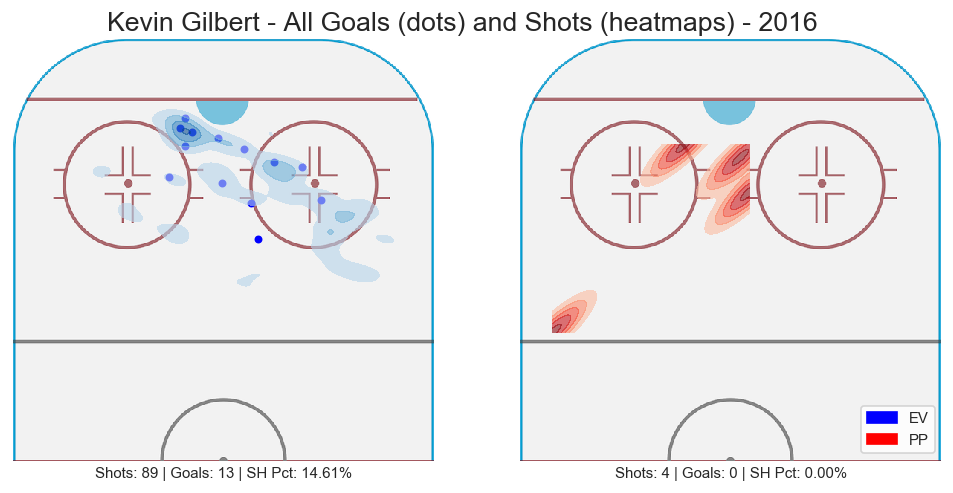 Kevin Gilbert - All Goals (dots) and Shots (heatmaps) - 2016
EV
PP
Shots: 89 | Goals: 13 | SH Pct: 14.61%
Shots: 4 | Goals: 0 | SH Pct: 0.00%